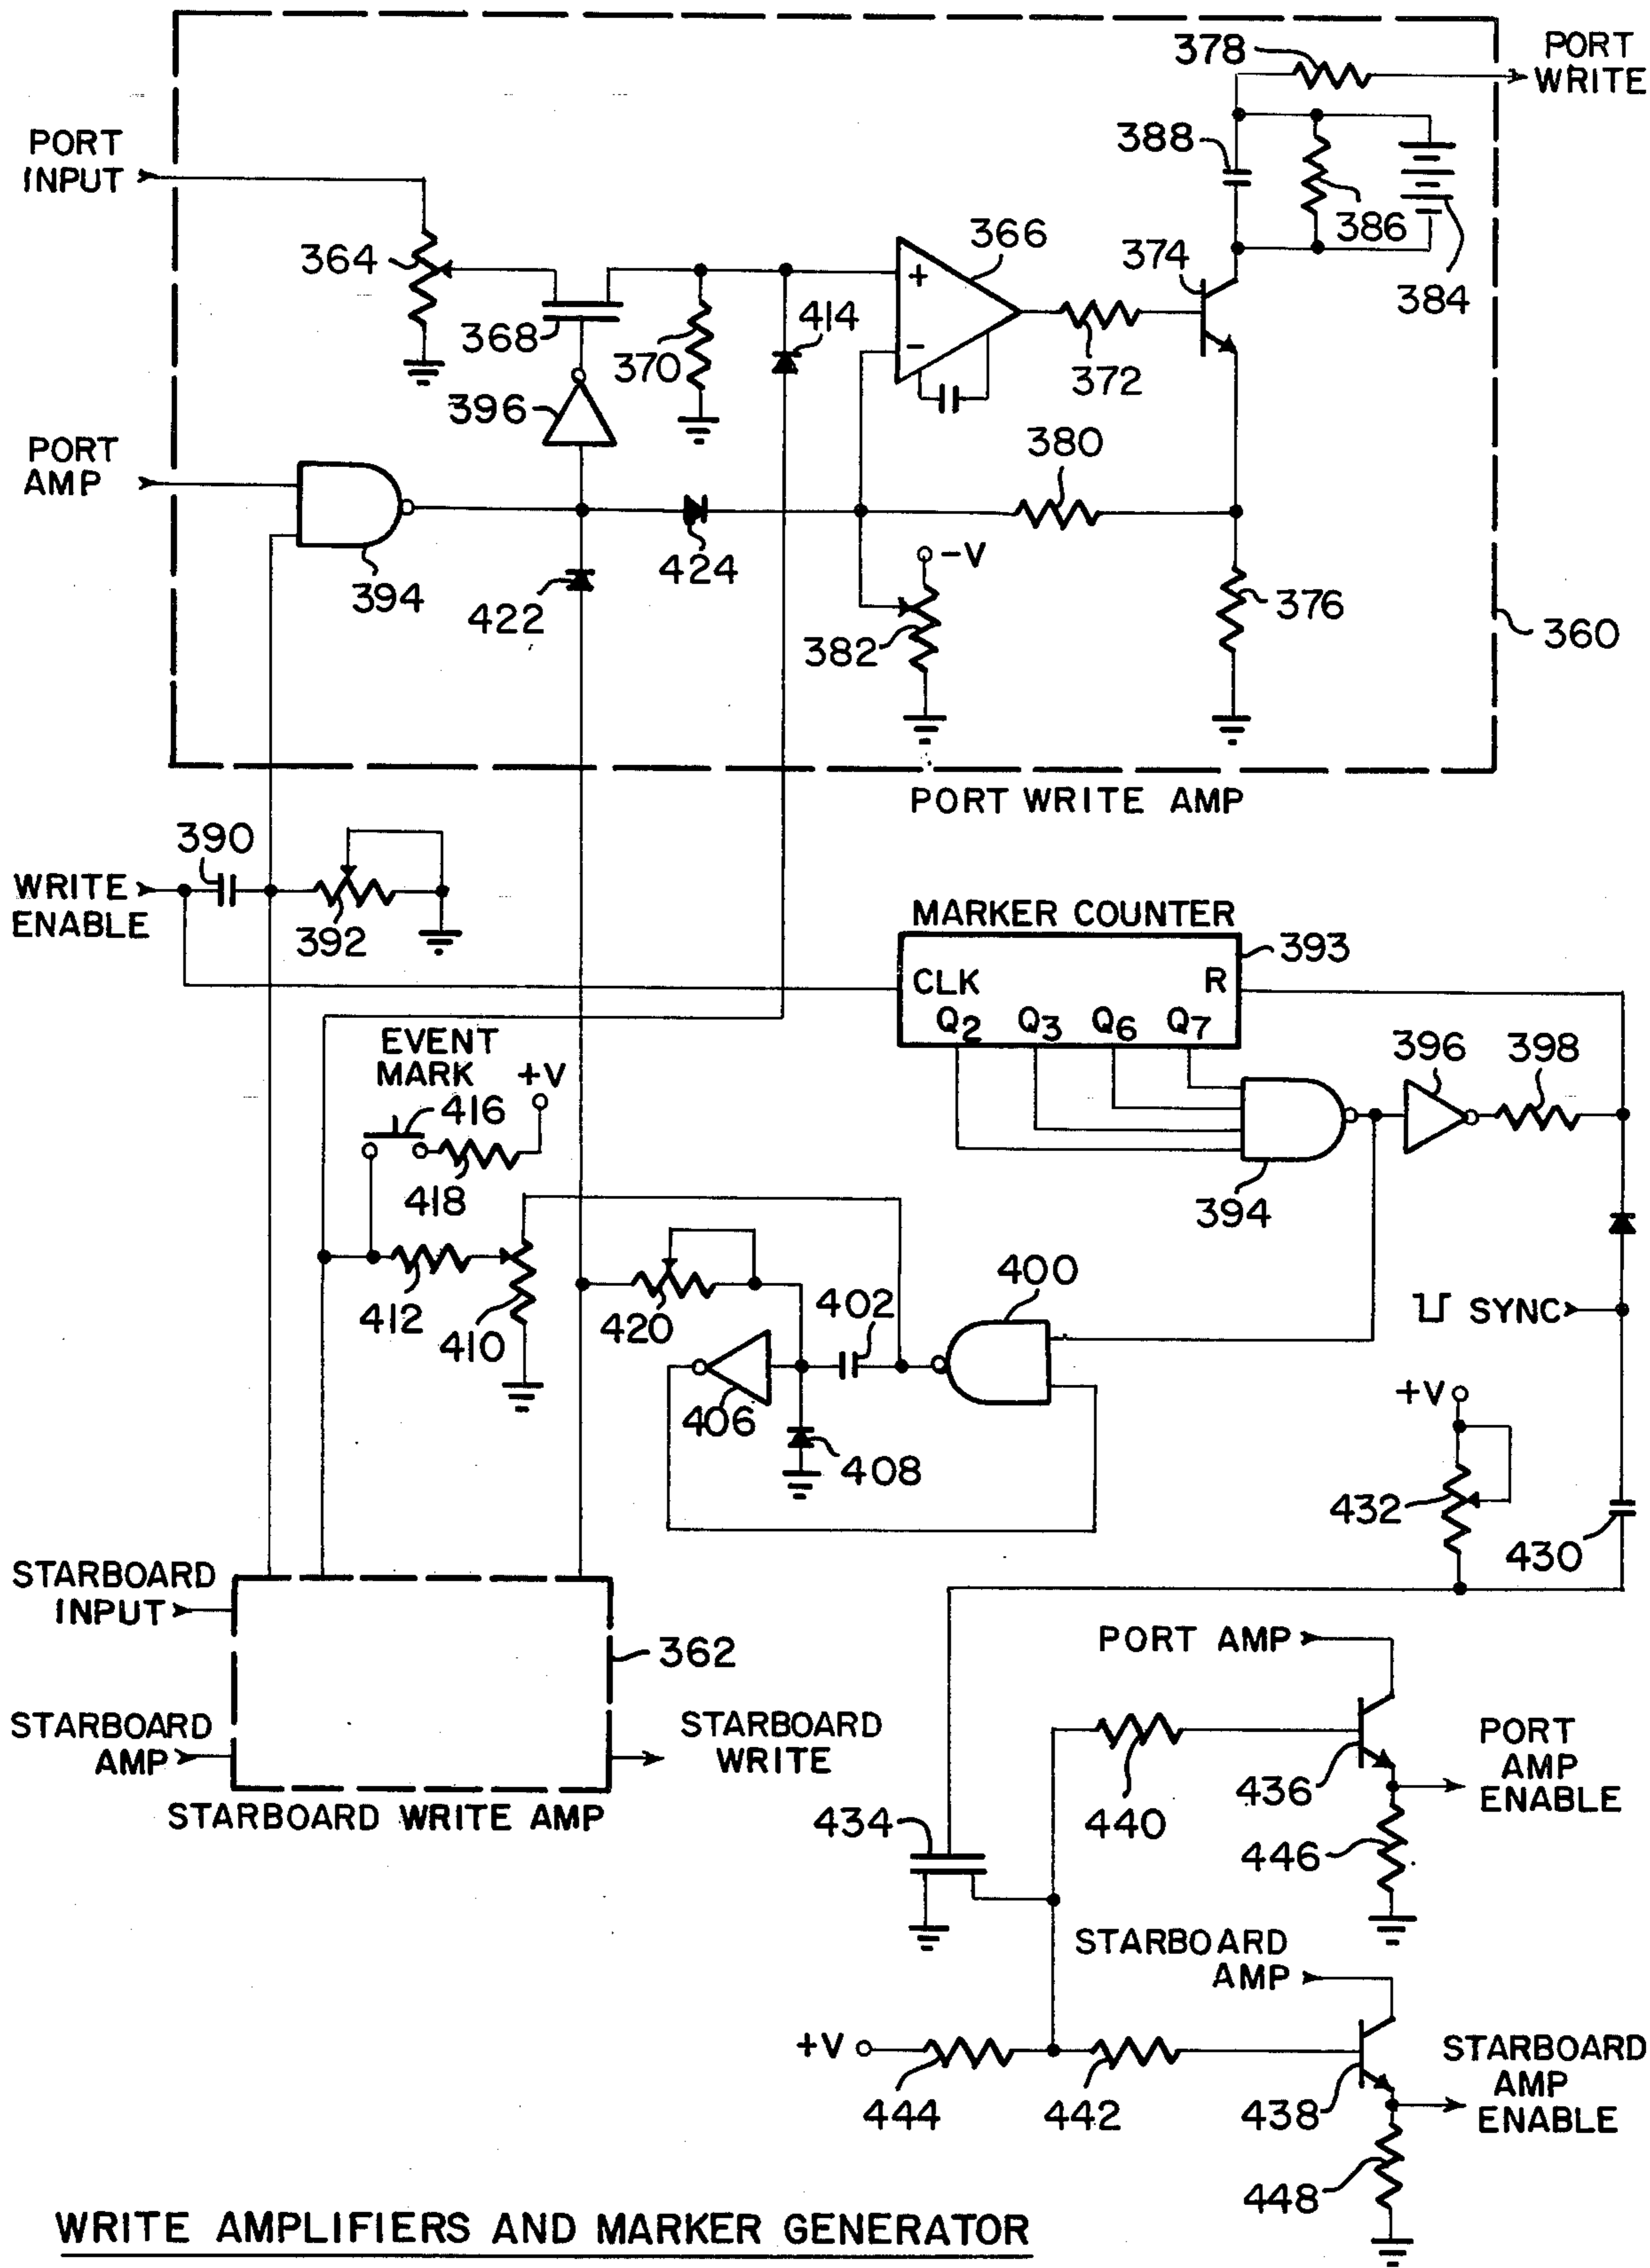 378
PORT
WRITE
PORT
INPUT
388
386
384
364
366
374
368
370
414
372
396
PORT
AMP
380
394
424
-V
422
382
376
360
PORT WRITE AMP
390
WRITE
ENABLE
392
MARKER COUNTER
393
CLK
R
Q2 Q3 Q6 Q7
EVENT
MARK
+V
416
396 398
418
394
412
410
420
402
400
SYNC
406
408
+V
432
430
STARBOARD
INPUT
362
PORT AMP
STARBOARD
AMP
STARBOARD
WRITE
PORT
AMP
ENABLE
436
440
STARBOARD WRITE AMP
434
446
STARBOARD
AMP
+V
STARBOARD
AMP
ENABLE
444
442
438
448
+
-
WRITE AMPLIFIERS AND MARKER GENERATOR